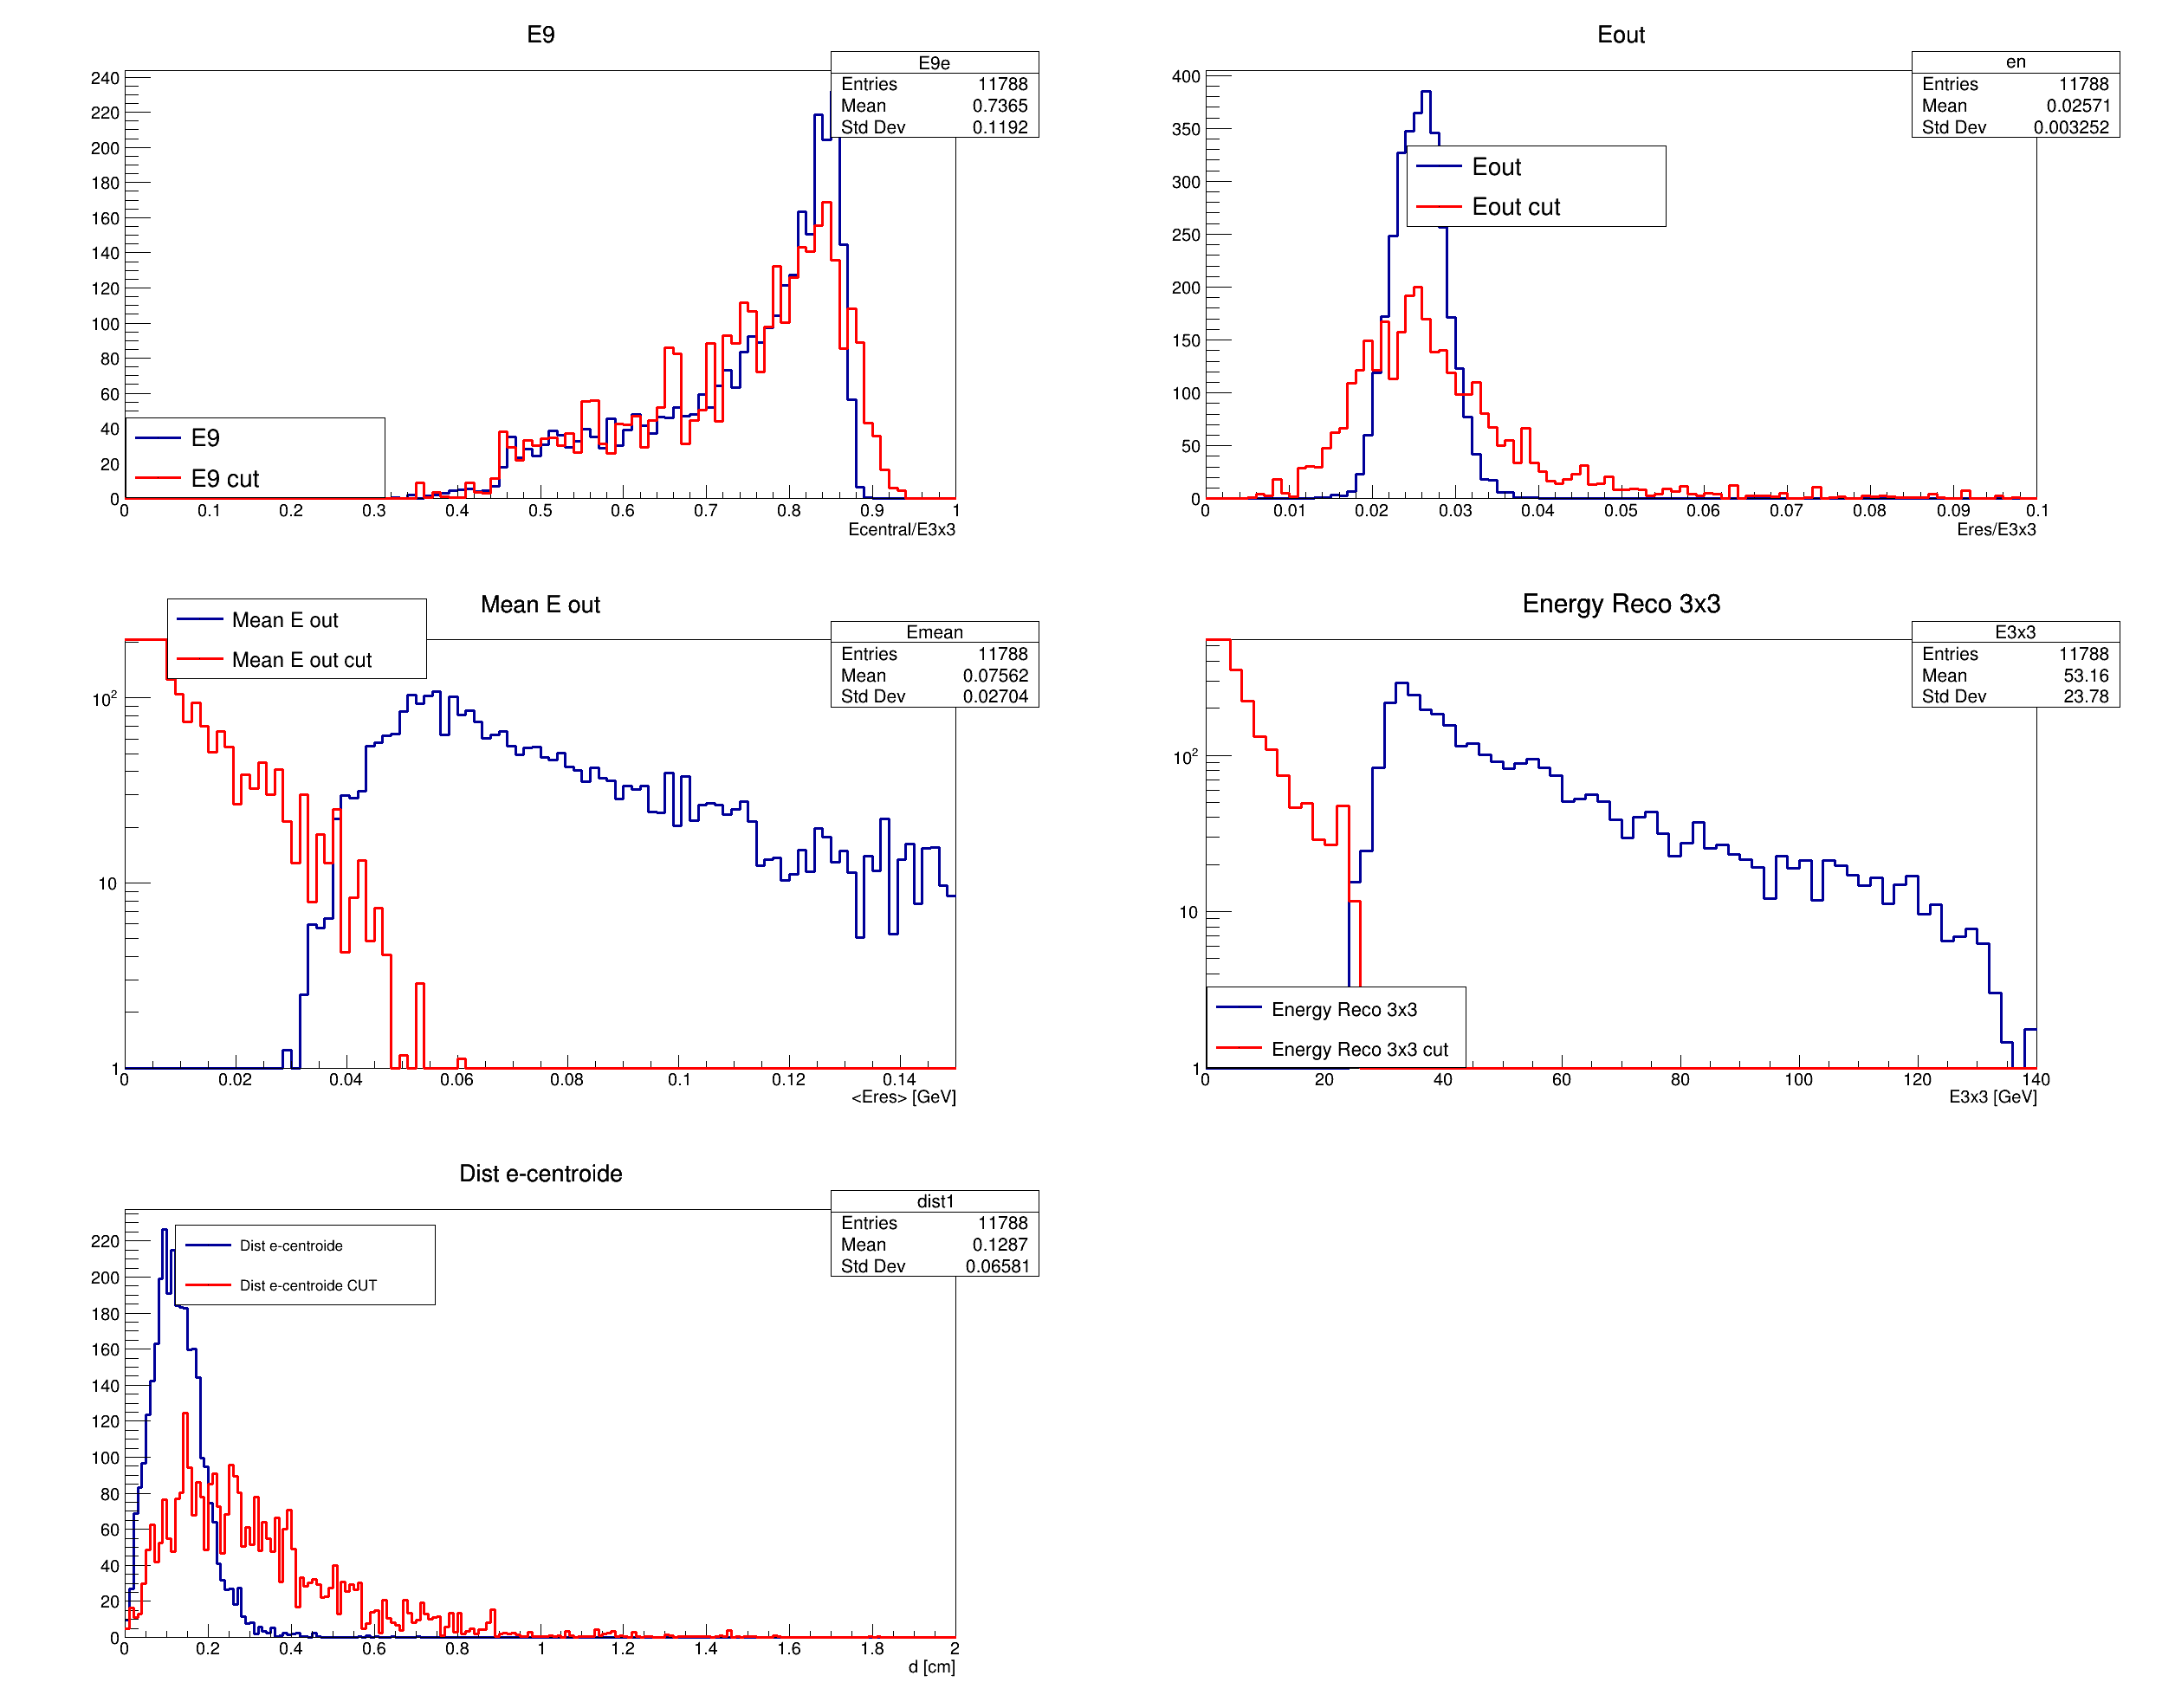 E9
E9e
Entries 11788
Mean 0.7365
Std Dev 0.1192
240
220
200
180
160
140
120
100
80
60
40
20
0
E9
E9 cut
0 0.1 0.2 0.3 0.4 0.5 0.6 0.7 0.8 0.9 1
Ecentral/E3x3
Eout
en
Entries 11788
Mean 0.02571
Std Dev 0.003252
400
350
300
250
200
150
100
50
0
Eout
Eout cut
0 0.01 0.02 0.03 0.04 0.05 0.06 0.07 0.08 0.09 0.1
Eres/E3x3
Mean E out
Mean E out
Mean E out cut
Emean
Entries 11788
Mean 0.07562
Std Dev 0.02704
10²
10
1
0 0.02 0.04 0.06 0.08 0.1 0.12 0.14
<Eres> [GeV]
Energy Reco 3x3
E3x3
Entries 11788
Mean 53.16
Std Dev 23.78
10²
10
1
Energy Reco 3x3
Energy Reco 3x3 cut
0 20 40 60 80 100 120 140
E3x3 [GeV]
Dist e-centroide
dist1
Entries 11788
Mean 0.1287
Std Dev 0.06581
Dist e-centroide
Dist e-centroide CUT
220
200
180
160
140
120
100
80
60
40
20
0
0 0.2 0.4 0.6 0.8 1 1.2 1.4 1.6 1.8 2
d [cm]